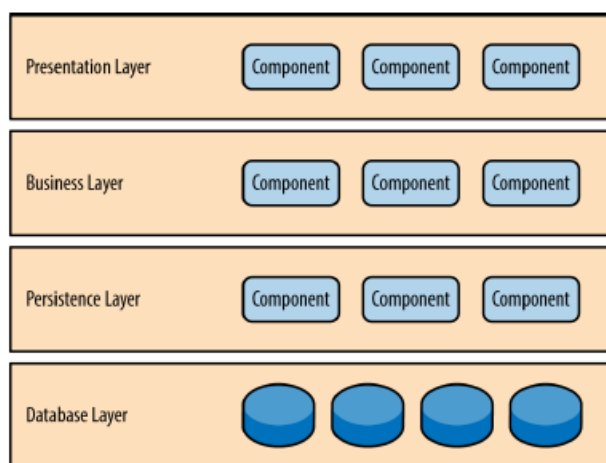 Presentation Layer Component Component Component
Business Layer Component Component Component
Persistence Layer Component Component Component
Database Layer